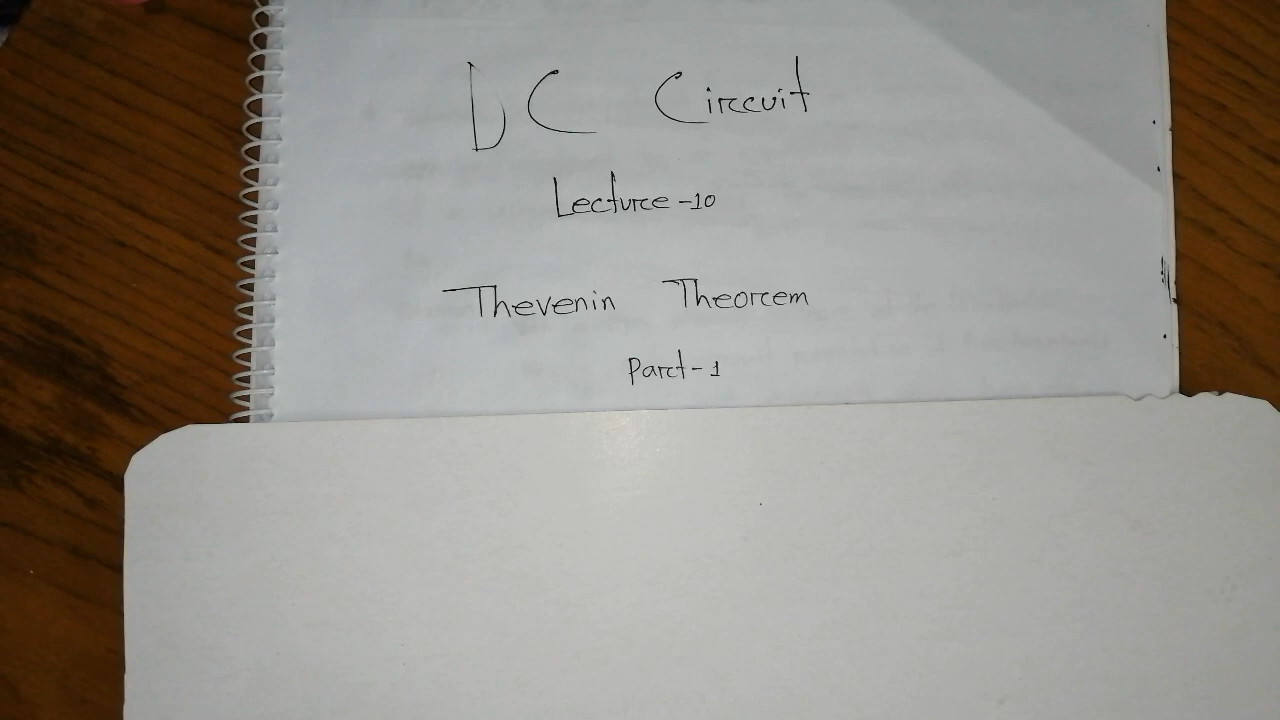 DC Circuit
Lecture -10
Thevenin Theorem
Part - 1